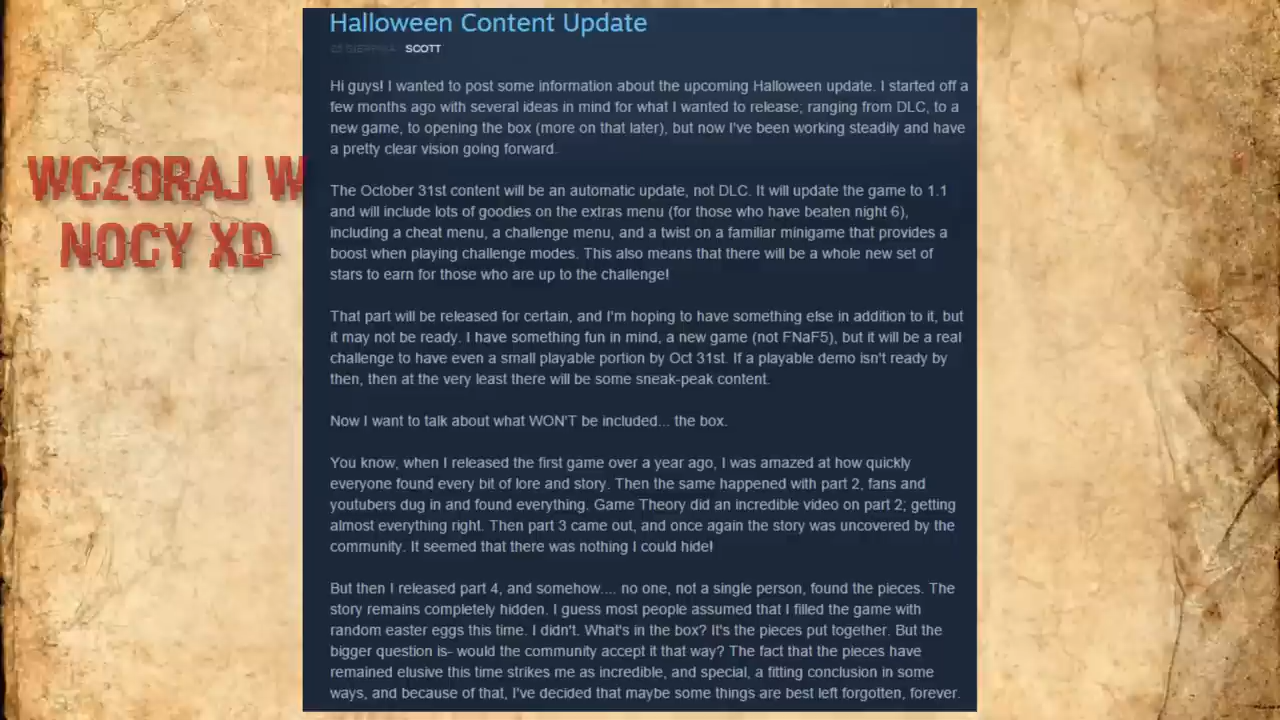 Halloween Content Update
25 SIERPNIA SCOTT
Hi guys! I wanted to post some information about the upcoming Halloween update. I started off a
few months ago with several ideas in mind for what I wanted to release; ranging from DLC, to a
new game, to opening the box (more on that later), but now I've been working steadily and have
a pretty clear vision going forward.
WCZORAJ W
NOCY XD
The October 31st content will be an automatic update, not DLC. It will update the game to 1.1
and will include lots of goodies on the extras menu (for those who have beaten night 6),
including a cheat menu, a challenge menu, and a twist on a familiar minigame that provides a
boost when playing challenge modes. This also means that there will be a whole new set of
stars to earn for those who are up to the challenge!
That part will be released for certain, and I'm hoping to have something else in addition to it, but
it may not be ready. I have something fun in mind, a new game (not FNaF5), but it will be a real
challenge to have even a small playable portion by Oct 31st. If a playable demo isn't ready by
then, then at the very least there will be some sneak-peak content.
Now I want to talk about what WON'T be included... the box.
You know, when I released the first game over a year ago, I was amazed at how quickly
everyone found every bit of lore and story. Then the same happened with part 2, fans and
youtubers dug in and found everything. Game Theory did an incredible video on part 2; getting
almost everything right. Then part 3 came out, and once again the story was uncovered by the
community. It seemed that there was nothing I could hide!
But then I released part 4, and somehow.... no one, not a single person, found the pieces. The
story remains completely hidden. I guess most people assumed that I filled the game with
random easter eggs this time. I didn't. What's in the box? It's the pieces put together. But the
bigger question is- would the community accept it that way? The fact that the pieces have
remained elusive this time strikes me as incredible, and special, a fitting conclusion in some
ways, and because of that, I've decided that maybe some things are best left forgotten, forever.